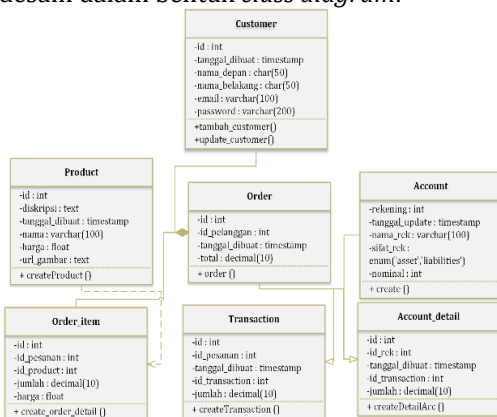 desain dalam bentuk class diagram.
Customer
-id : int
-tanggal_dibuat : timestamp
-nama_depan : char(50)
-nama_belakang : char(50)
-email : varchar(100)
-password : varchar(200)
+tambah_customer()
+update_customer()
Product
-id : int
-diskripsi : text
-tanggal_dibuat : timestamp
-nama : varchar(100)
-harga : float
-url_gambar : text
+ createProduct ()
Order
-id : int
-id_pelanggan : int
-tanggal_dibuat : timestamp
-total : decimal(10)
+ order ()
Account
-rekening : int
-tanggal_update : timestamp
-nama_rek : varchar(100)
-sifat_rek :
enum('asset','liabilities')
-nominal : int
+ create ()
Order_item
-id : int
-id_pesanan : int
-id_product : int
-jumlah : decimal(10)
-harga : float
+ create_order_detail ()
Transaction
-id : int
-id_pesanan : int
-tanggal_dibuat : timestamp
-id_transaction : int
-jumlah : decimal(10)
+ createTransaction ()
Account_detail
-id : int
-id_rek : int
-tanggal_dibuat : timestamp
-id_transaction : int
-jumlah : decimal(10)
+ createDetailAcc ()